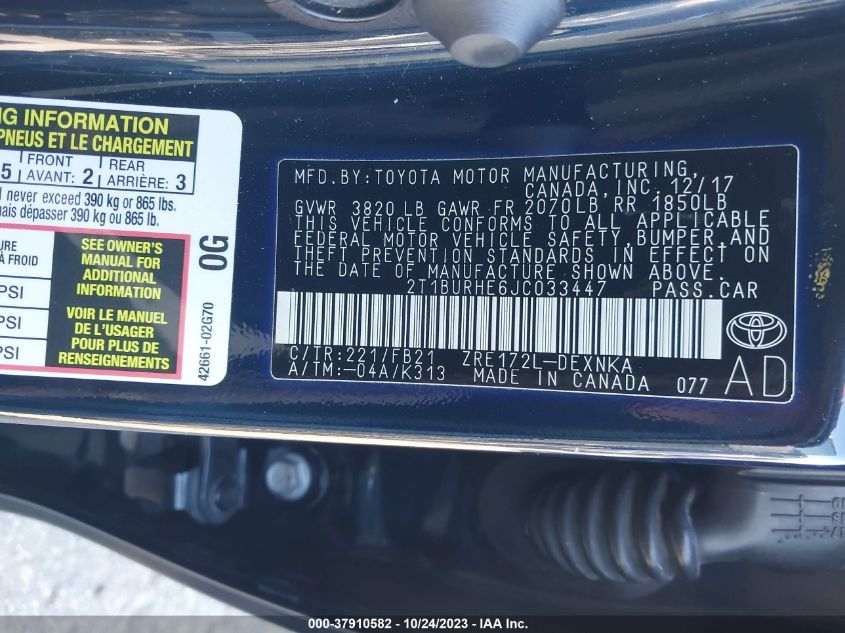 NG INFORMATION
PNEUS ET LE CHARGEMENT
5 FRONT REAR
AVANT: 2 ARRIÈRE: 3
never exceed 390 kg or 865 lbs.
ais dépasser 390 kg ou 865 lb.
URE
À FROID
PSI
PSI
PSI
SEE OWNER'S
MANUAL FOR
ADDITIONAL
INFORMATION
VOIR LE MANUEL
DE L'USAGER
POUR PLUS DE
RENSEIGNEMENTS
0G
42661-02G70
MFD.BY:TOYOTA MOTOR MANUFACTURING,
CANADA, INC. 12/17
GVWR 3820 LB GAWR FR 2070LB, RR 1850LB
THIS VEHICLE CONFORMS TO ALL APPLICABLE
FEDERAL MOTOR VEHICLE SAFETY,BUMPER,AND
THEFT PREVENTION STANDARDS IN EFFECT ON
THE DATE OF MANUFACTURE SHOWN ABOVE.
2T1BURHE6JC033447 PASS.CAR
C/TR:221/FB21 ZRE172L-DEXNKA
A/TM:-04A/K313 MADE IN CANADA 077
AD
000-37910582 - 10/24/2023 - IAA Inc.